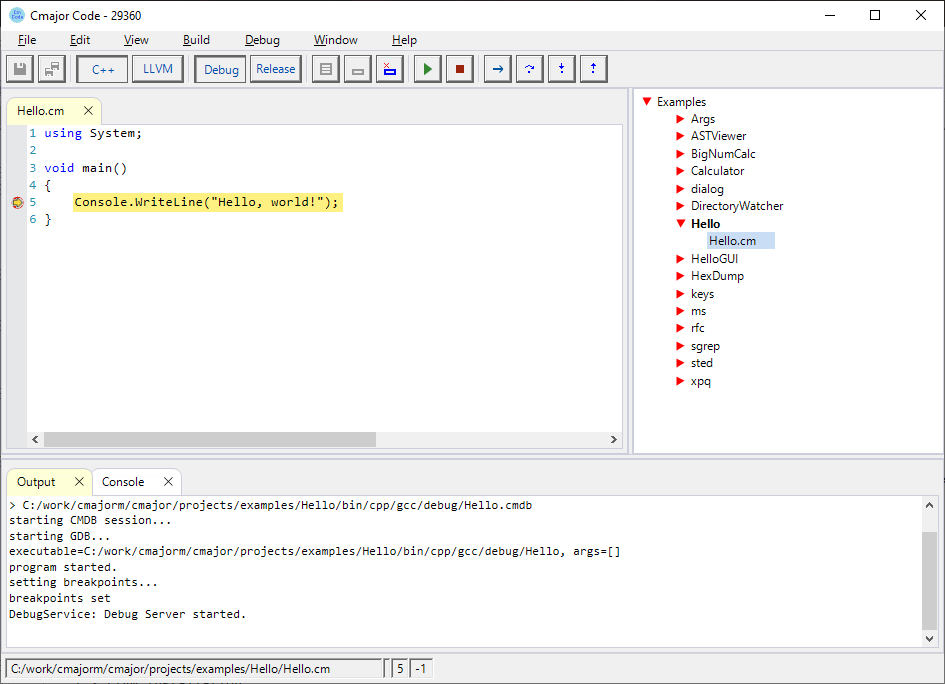 Cmajor Code - 29360
File Edit View Build Debug Window Help
C++ LLVM Debug Release
Hello.cm
1 using System;
2
3 void main()
4 {
5 Console.WriteLine("Hello, world!");
6 }
Examples
Args
ASTViewer
BigNumCalc
Calculator
dialog
DirectoryWatcher
Hello
Hello.cm
HelloGUI
HexDump
keys
ms
rfc
sgrep
sted
xpq
Output Console
> C:/work/cmajorm/cmajor/projects/examples/Hello/bin/cpp/gcc/debug/Hello.cmdb
starting CMDB session...
starting GDB...
executable=C:/work/cmajorm/cmajor/projects/examples/Hello/bin/cpp/gcc/debug/Hello, args=[]
program started.
setting breakpoints...
breakpoints set
DebugService: Debug Server started.
C:/work/cmajorm/cmajor/projects/examples/Hello/Hello.cm 5 -1